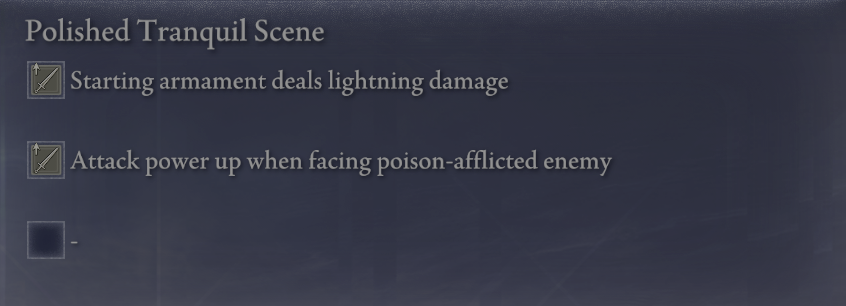 Polished Tranquil Scene
Starting armament deals lightning damage
Attack power up when facing poison-afflicted enemy
-